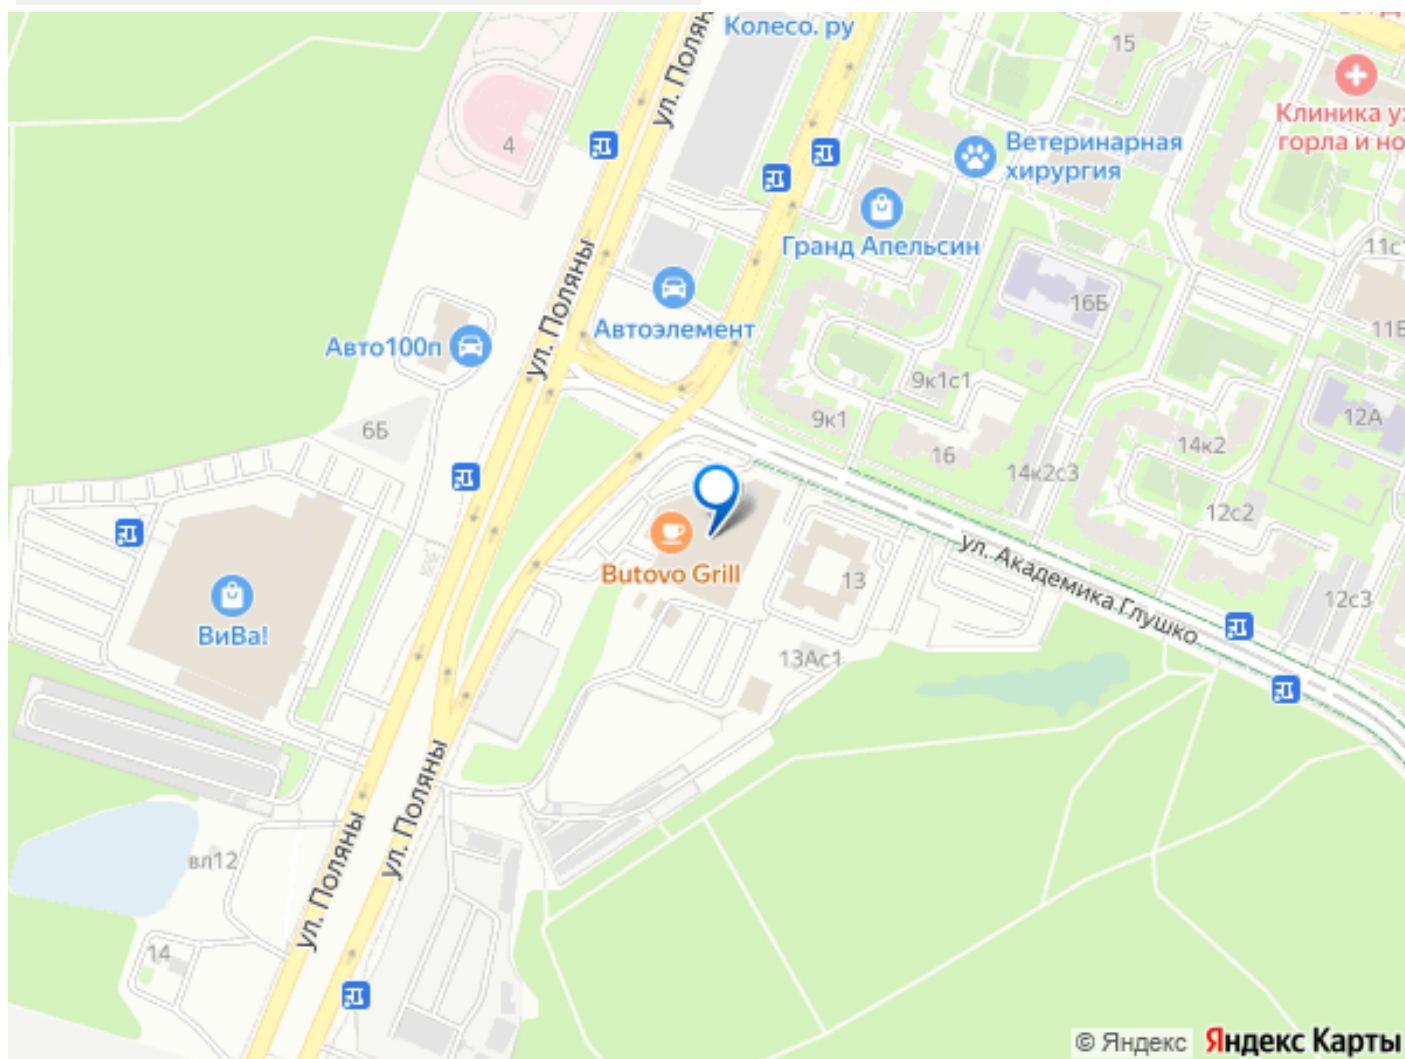 Колесо. ру
15
ул. Поляны
Клиника ух
горла и но
Ветеринарная
хирургия
4
Гранд Апельсин
11с
ул. Поляны
16Б
Автоэлемент
11Б
Авто100п
9к1с1
12А
9к1
6Б
16
14к2
14к2с3
12с2
ул. Академика Глушко
Butovo Grill
13
12с3
ВиВа!
13Ас1
ул. Поляны
ул. Поляны
вл12
14
© Яндекс
Яндекс Карты